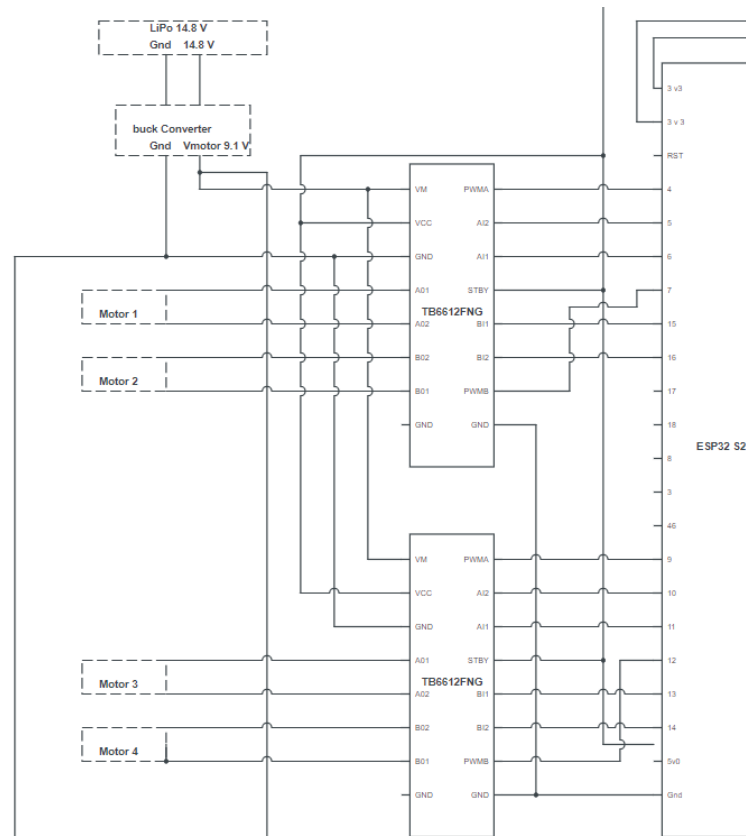 LiPo 14.8 V
Gnd 14.8 V
buck Converter
Gnd Vmotor 9.1 V
VM PWMA
VCC AI2
GND AI1
A01 STBY
TB6612FNG
A02 BI1
B02 BI2
B01 PWMB
GND GND
Motor 1
Motor 2
VM PWMA
VCC AI2
GND AI1
A01 STBY
TB6612FNG
A02 BI1
B02 BI2
B01 PWMB
GND GND
Motor 3
Motor 4
3 v3
3 v 3
RST
4
5
6
7
15
16
17
18
8
3
46
9
10
11
12
13
14
5v0
Gnd
ESP32 S2